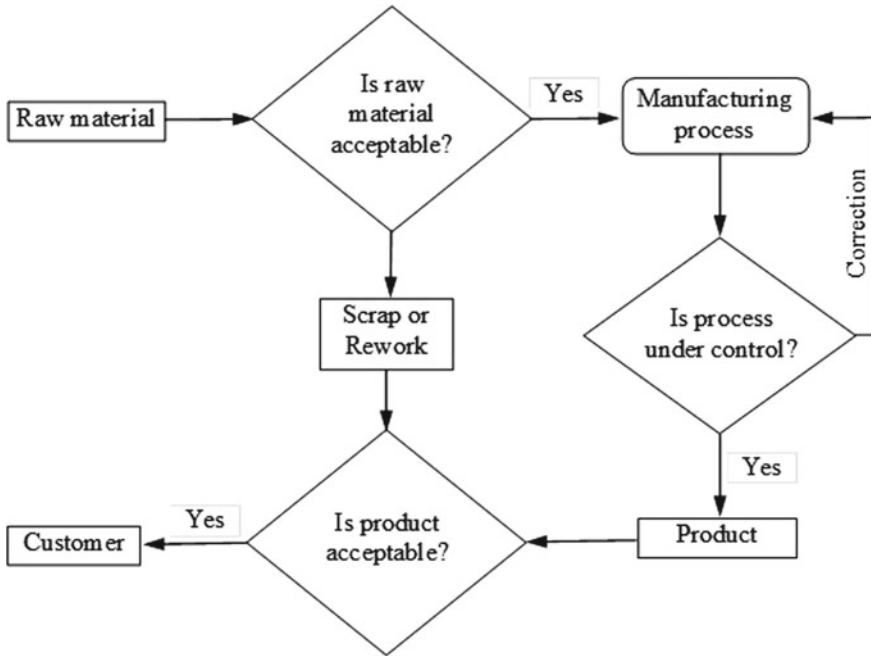 Raw material
Is raw
material
acceptable?
Yes
Manufacturing
process
Correction
Scrap or
Rework
Is process
under control?
Yes
Customer
Yes
Is product
acceptable?
Product